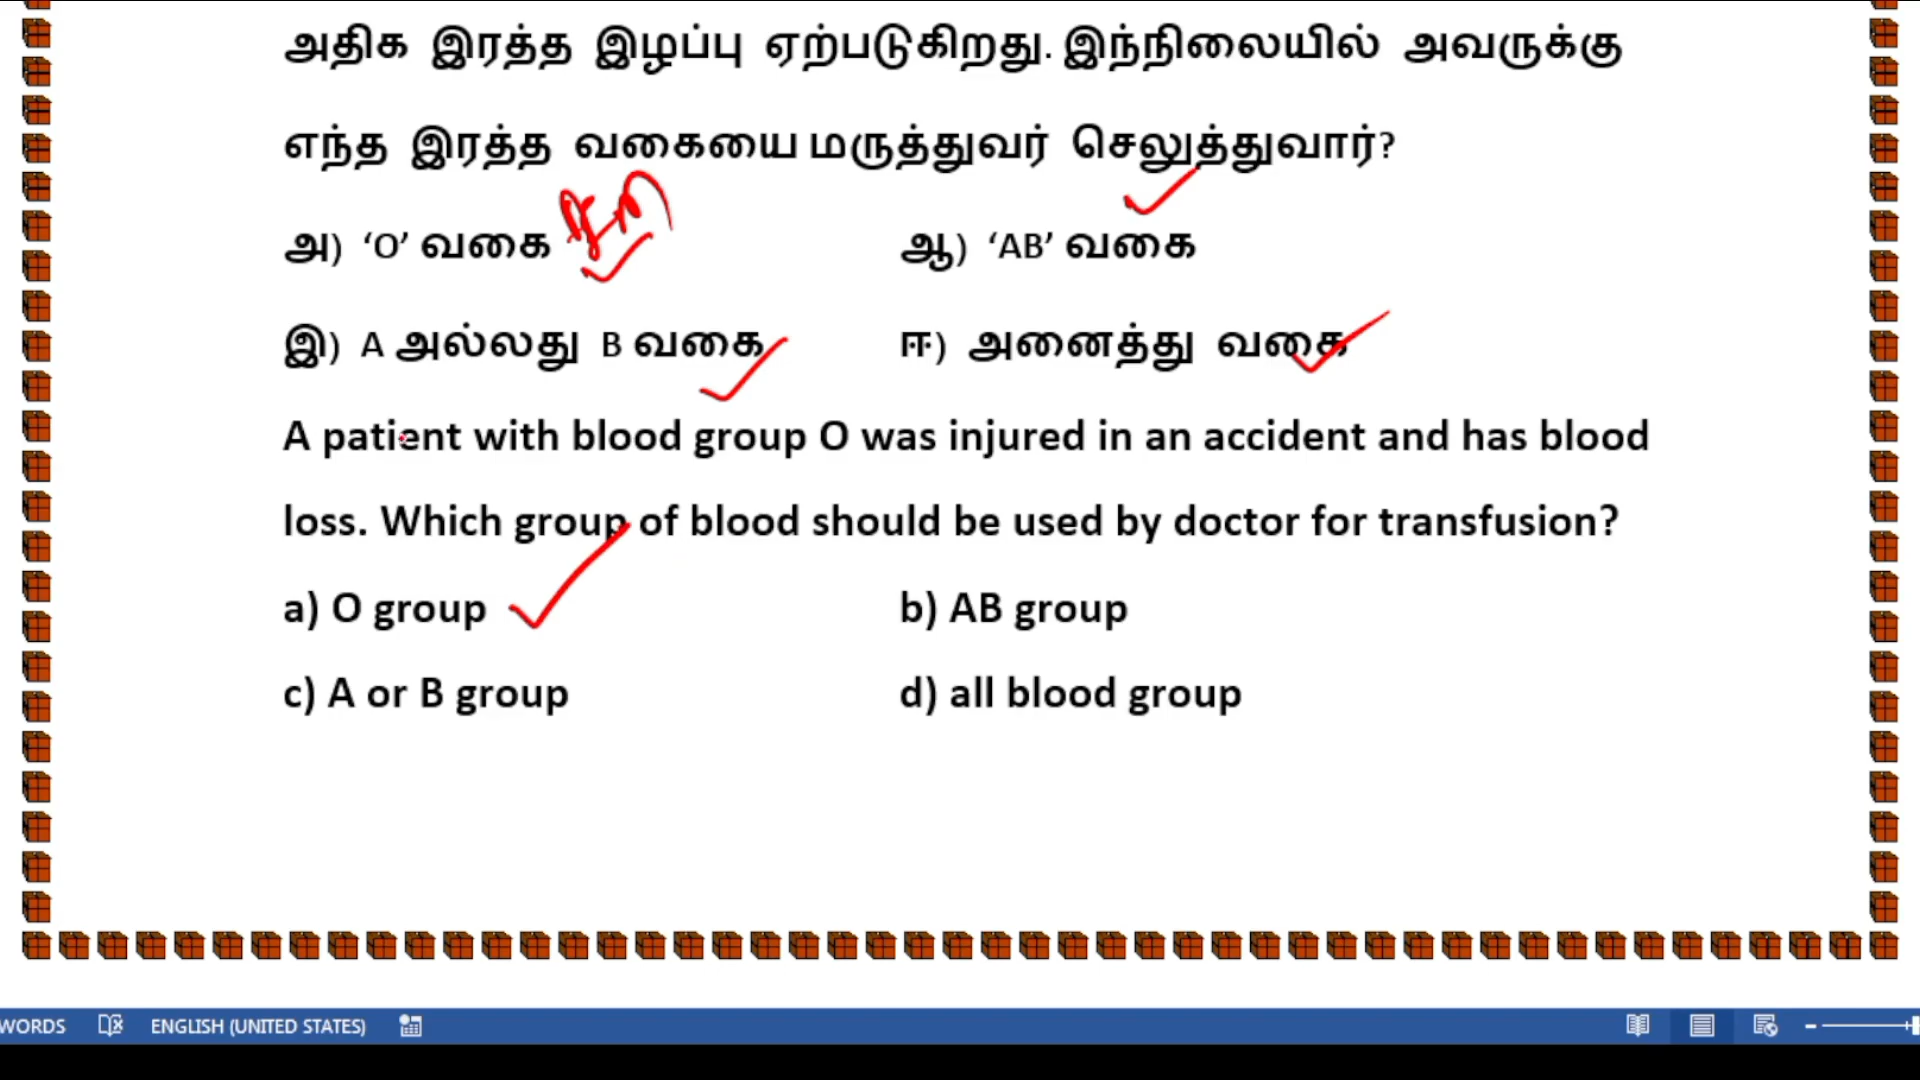 அதிக இரத்த இழப்பு ஏற்படுகிறது. இந்நிலையில் அவருக்கு
எந்த இரத்த வகையை மருத்துவர் செலுத்துவார்?
அ) ‘O’ வகை ஆ) ‘AB’ வகை
இ) A அல்லது B வகை ஈ) அனைத்து வகை
A patient with blood group O was injured in an accident and has blood
loss. Which group of blood should be used by doctor for transfusion?
a) O group b) AB group
c) A or B group d) all blood group
WORDS ENGLISH (UNITED STATES)